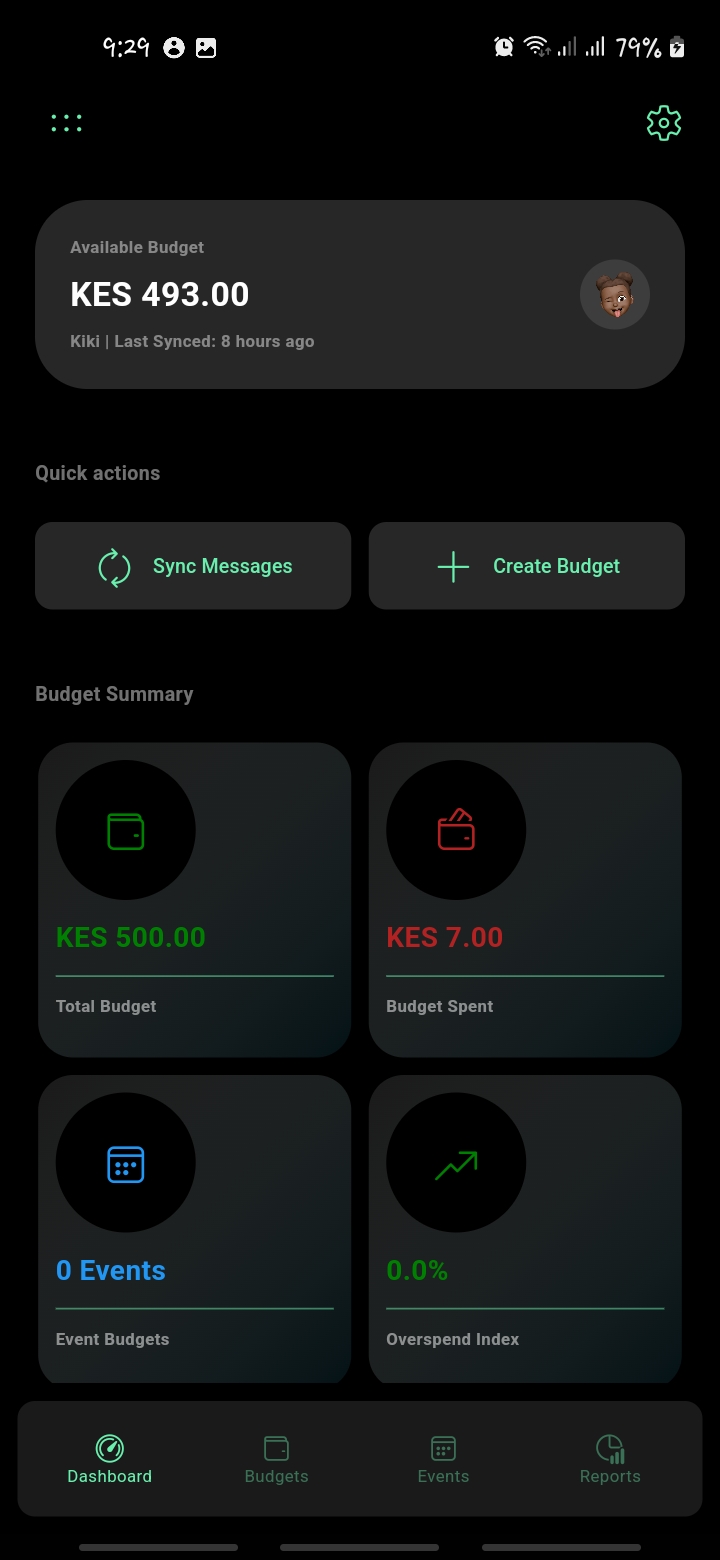 9:29 79%
Available Budget
KES 493.00
Kiki | Last Synced: 8 hours ago
Quick actions
Sync Messages Create Budget
Budget Summary
KES 500.00 KES 7.00
Total Budget Budget Spent
0 Events 0.0%
Event Budgets Overspend Index
Dashboard Budgets Events Reports